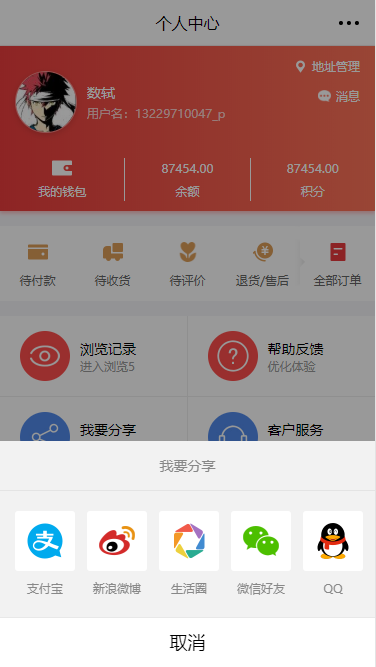 个人中心
地址管理
数轼
消息
用户名：13229710047_p
87454.00
87454.00
我的钱包
余额
积分
待付款
待收货
待评价
退货/售后
全部订单
浏览记录
帮助反馈
进入浏览5
优化体验
我要分享
客户服务
我要分享
支付宝
新浪微博
生活圈
微信好友
QQ
取消